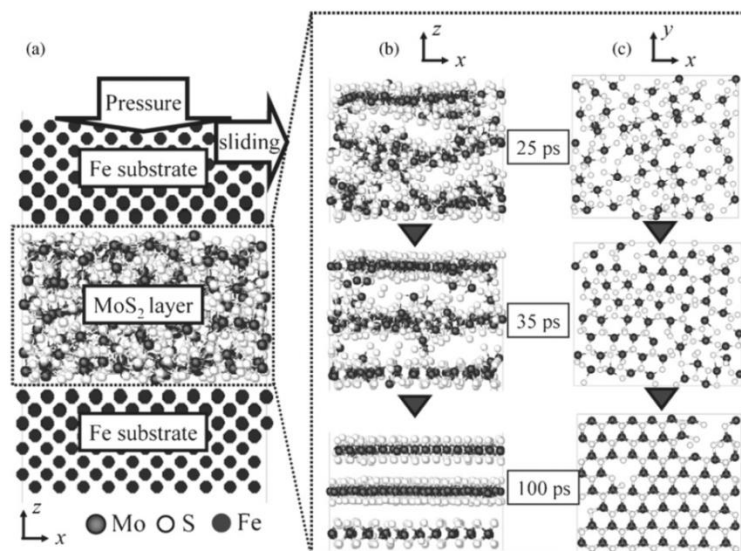 (a)
Pressure
sliding
Fe substrate
MoS₂ layer
Fe substrate
z
x
Mo S Fe
(b)
z
x
(c)
y
x
25 ps
35 ps
100 ps